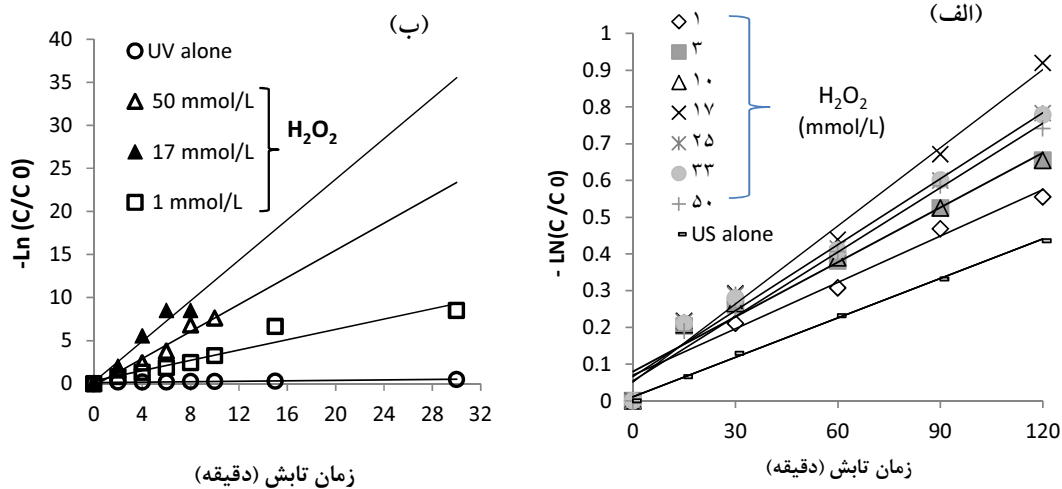 (ب)
40
35
30
25
20
15
10
5
0
-Ln (C/C 0)
UV alone
50 mmol/L
17 mmol/L
1 mmol/L
H₂O₂
0 4 8 12 16 20 24 28 32
زمان تابش (دقیقه)
(الف)
1
0.9
0.8
0.7
0.6
0.5
0.4
0.3
0.2
0.1
0
- LN(C /C 0)
۱
۳
۱۰
۱۷
۲۵
۳۳
۵۰
US alone
H₂O₂
(mmol/L)
0 30 60 90 120
زمان تابش (دقیقه)